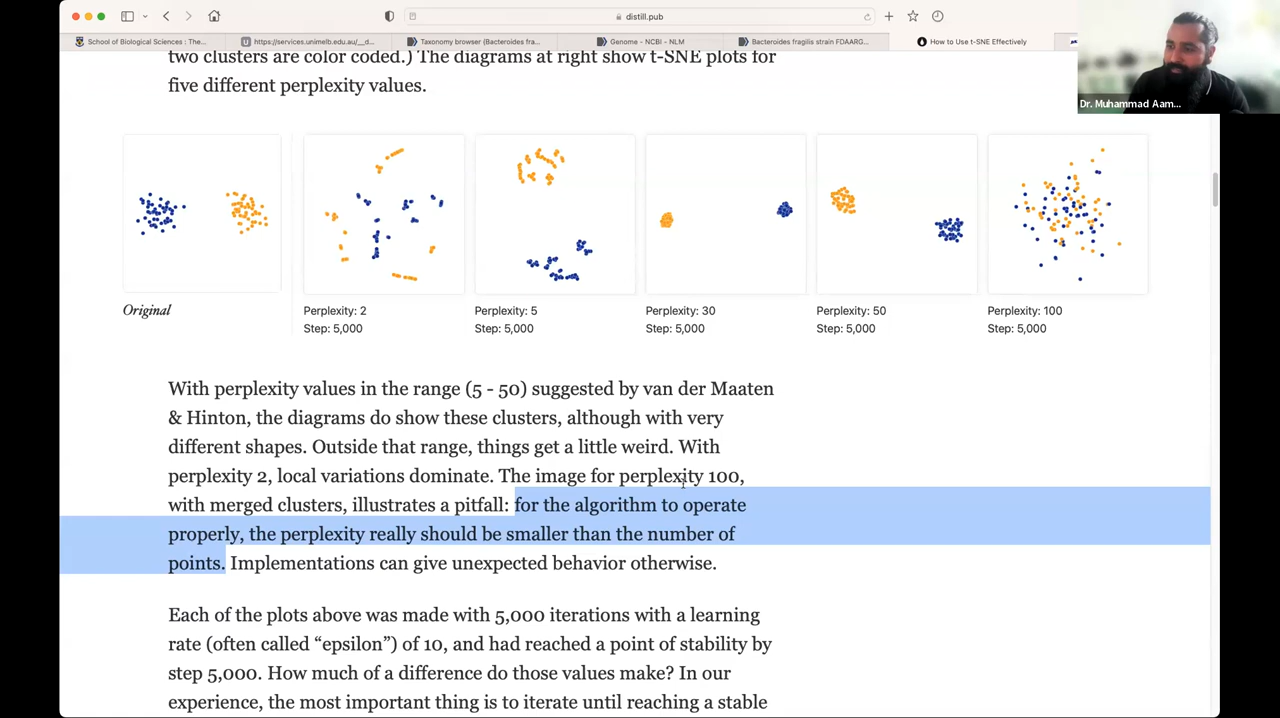 distill.pub
School of Biological Sciences : The...
https://services.unimelb.edu.au/__d...
Taxonomy browser (Bacteroides fra...
Genome - NCBI - NLM
Bacteroides fragilis strain FDAARG...
How to Use t-SNE Effectively
Dr. Muhammad Aam...
two clusters are color coded.) The diagrams at right show t-SNE plots for
five different perplexity values.
Original
Perplexity: 2
Step: 5,000
Perplexity: 5
Step: 5,000
Perplexity: 30
Step: 5,000
Perplexity: 50
Step: 5,000
Perplexity: 100
Step: 5,000
With perplexity values in the range (5 - 50) suggested by van der Maaten
& Hinton, the diagrams do show these clusters, although with very
different shapes. Outside that range, things get a little weird. With
perplexity 2, local variations dominate. The image for perplexity 100,
with merged clusters, illustrates a pitfall: for the algorithm to operate
properly, the perplexity really should be smaller than the number of
points. Implementations can give unexpected behavior otherwise.
Each of the plots above was made with 5,000 iterations with a learning
rate (often called “epsilon”) of 10, and had reached a point of stability by
step 5,000. How much of a difference do those values make? In our
experience, the most important thing is to iterate until reaching a stable